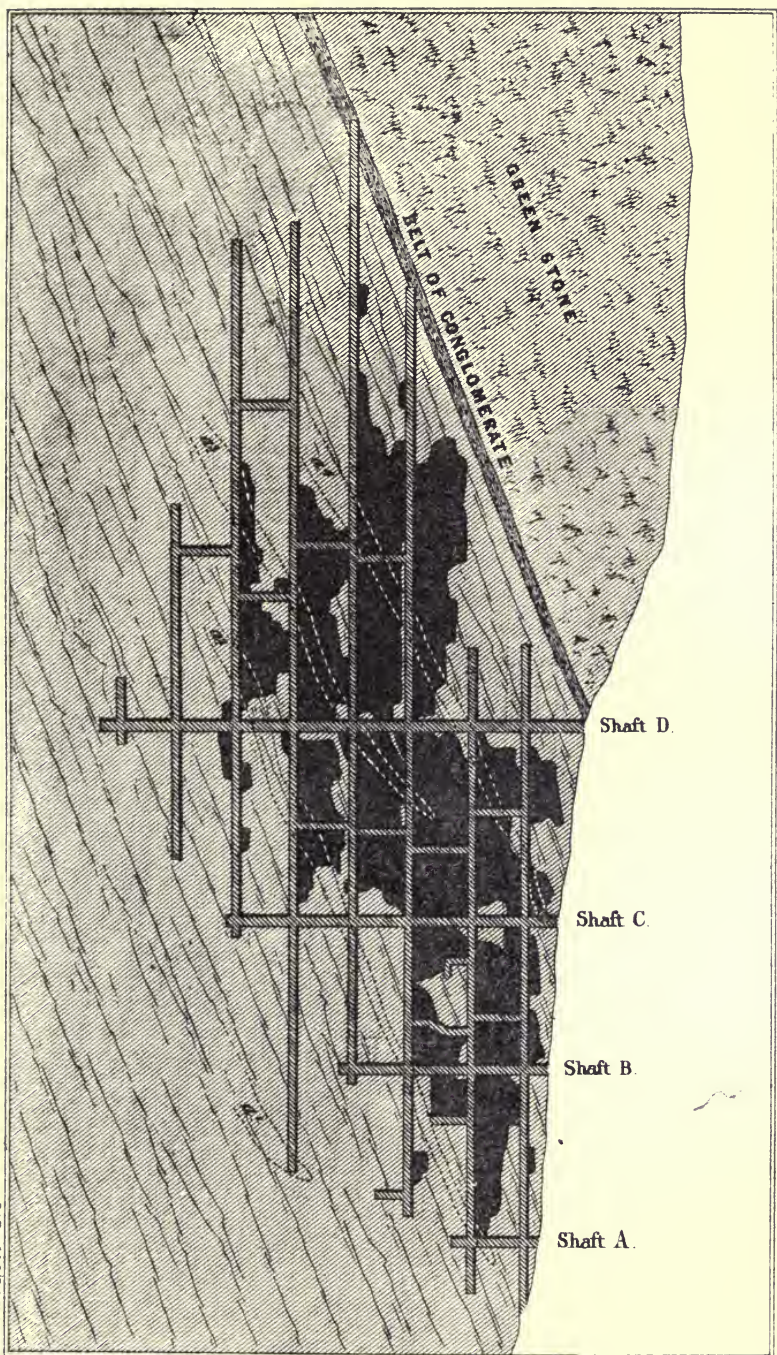 GREEN STONE
BELT OF CONGLOMERATE
Shaft D.
Shaft C.
Shaft B.
Shaft A.